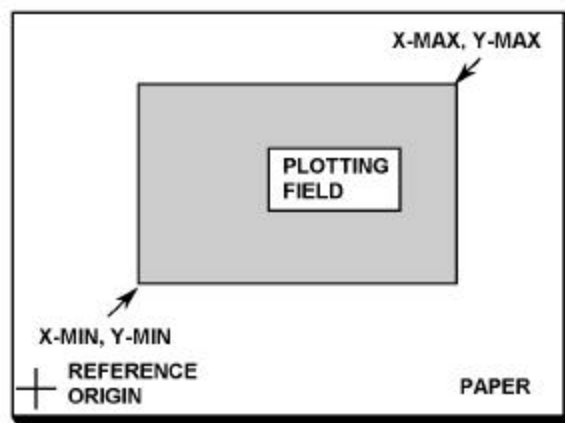 X-MAX, Y-MAX
PLOTTING
FIELD
X-MIN, Y-MIN
REFERENCE
ORIGIN
PAPER